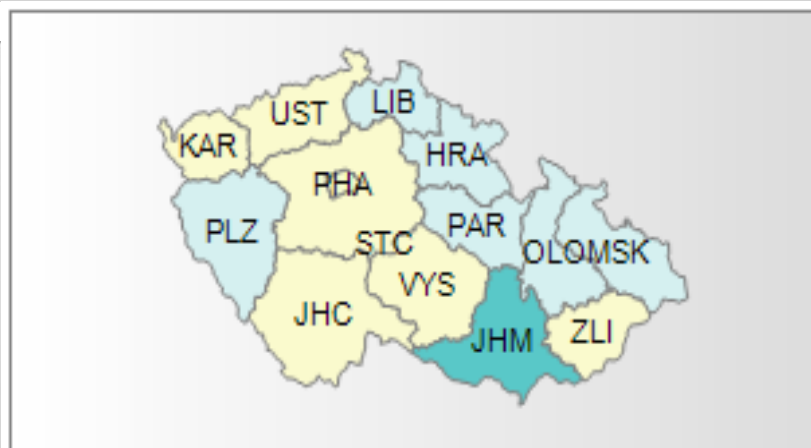 LIB
UST
KAR
HRA
PHA
PAR
PLZ
STC
OLOMSK
VYS
JHC
ZLI
JHM